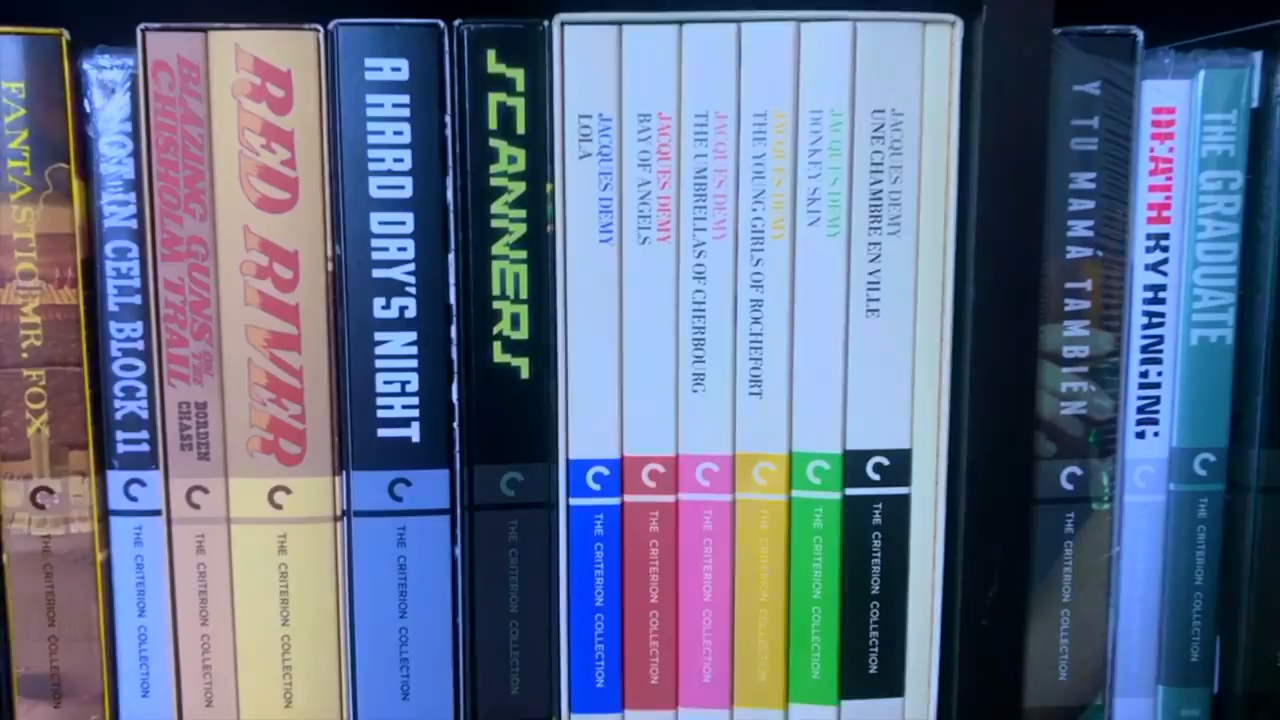 FANTASTIC MR. FOX
THE CRITERION COLLECTION
NOT IN CELL BLOCK 11
THE CRITERION COLLECTION
BLAZING GUNS ON THE
CHISHOLM TRAIL
BORDEN
CHASE
THE CRITERION COLLECTION
RED RIVER
THE CRITERION COLLECTION
A HARD DAY'S NIGHT
THE CRITERION COLLECTION
SCANNERS
THE CRITERION COLLECTION
JACQUES DEMY
LOLA
THE CRITERION COLLECTION
JACQUES DEMY
BAY OF ANGELS
THE CRITERION COLLECTION
JACQUES DEMY
THE UMBRELLAS OF CHERBOURG
THE CRITERION COLLECTION
JACQUES DEMY
THE YOUNG GIRLS OF ROCHEFORT
THE CRITERION COLLECTION
JACQUES DEMY
DONKEY SKIN
THE CRITERION COLLECTION
JACQUES DEMY
UNE CHAMBRE EN VILLE
THE CRITERION COLLECTION
Y TU MAMÁ TAMBIÉN
THE CRITERION COLLECTION
DEATH BY HANGING
THE GRADUATE
THE CRITERION COLLECTION